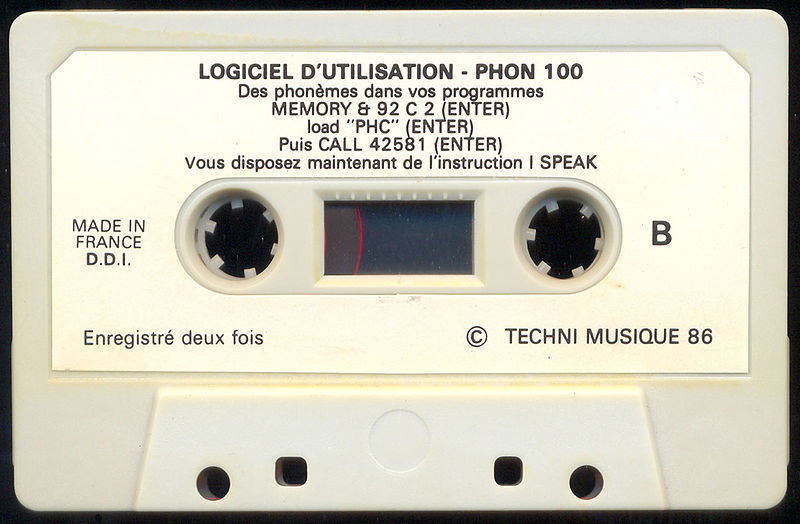 LOGICIEL D'UTILISATION - PHON 100
Des phonèmes dans vos programmes
MEMORY & 92 C 2 (ENTER)
load "PHC" (ENTER)
Puis CALL 42581 (ENTER)
Vous disposez maintenant de l'instruction I SPEAK
MADE IN
FRANCE
D.D.I.
B
Enregistré deux fois
© TECHNI MUSIQUE 86